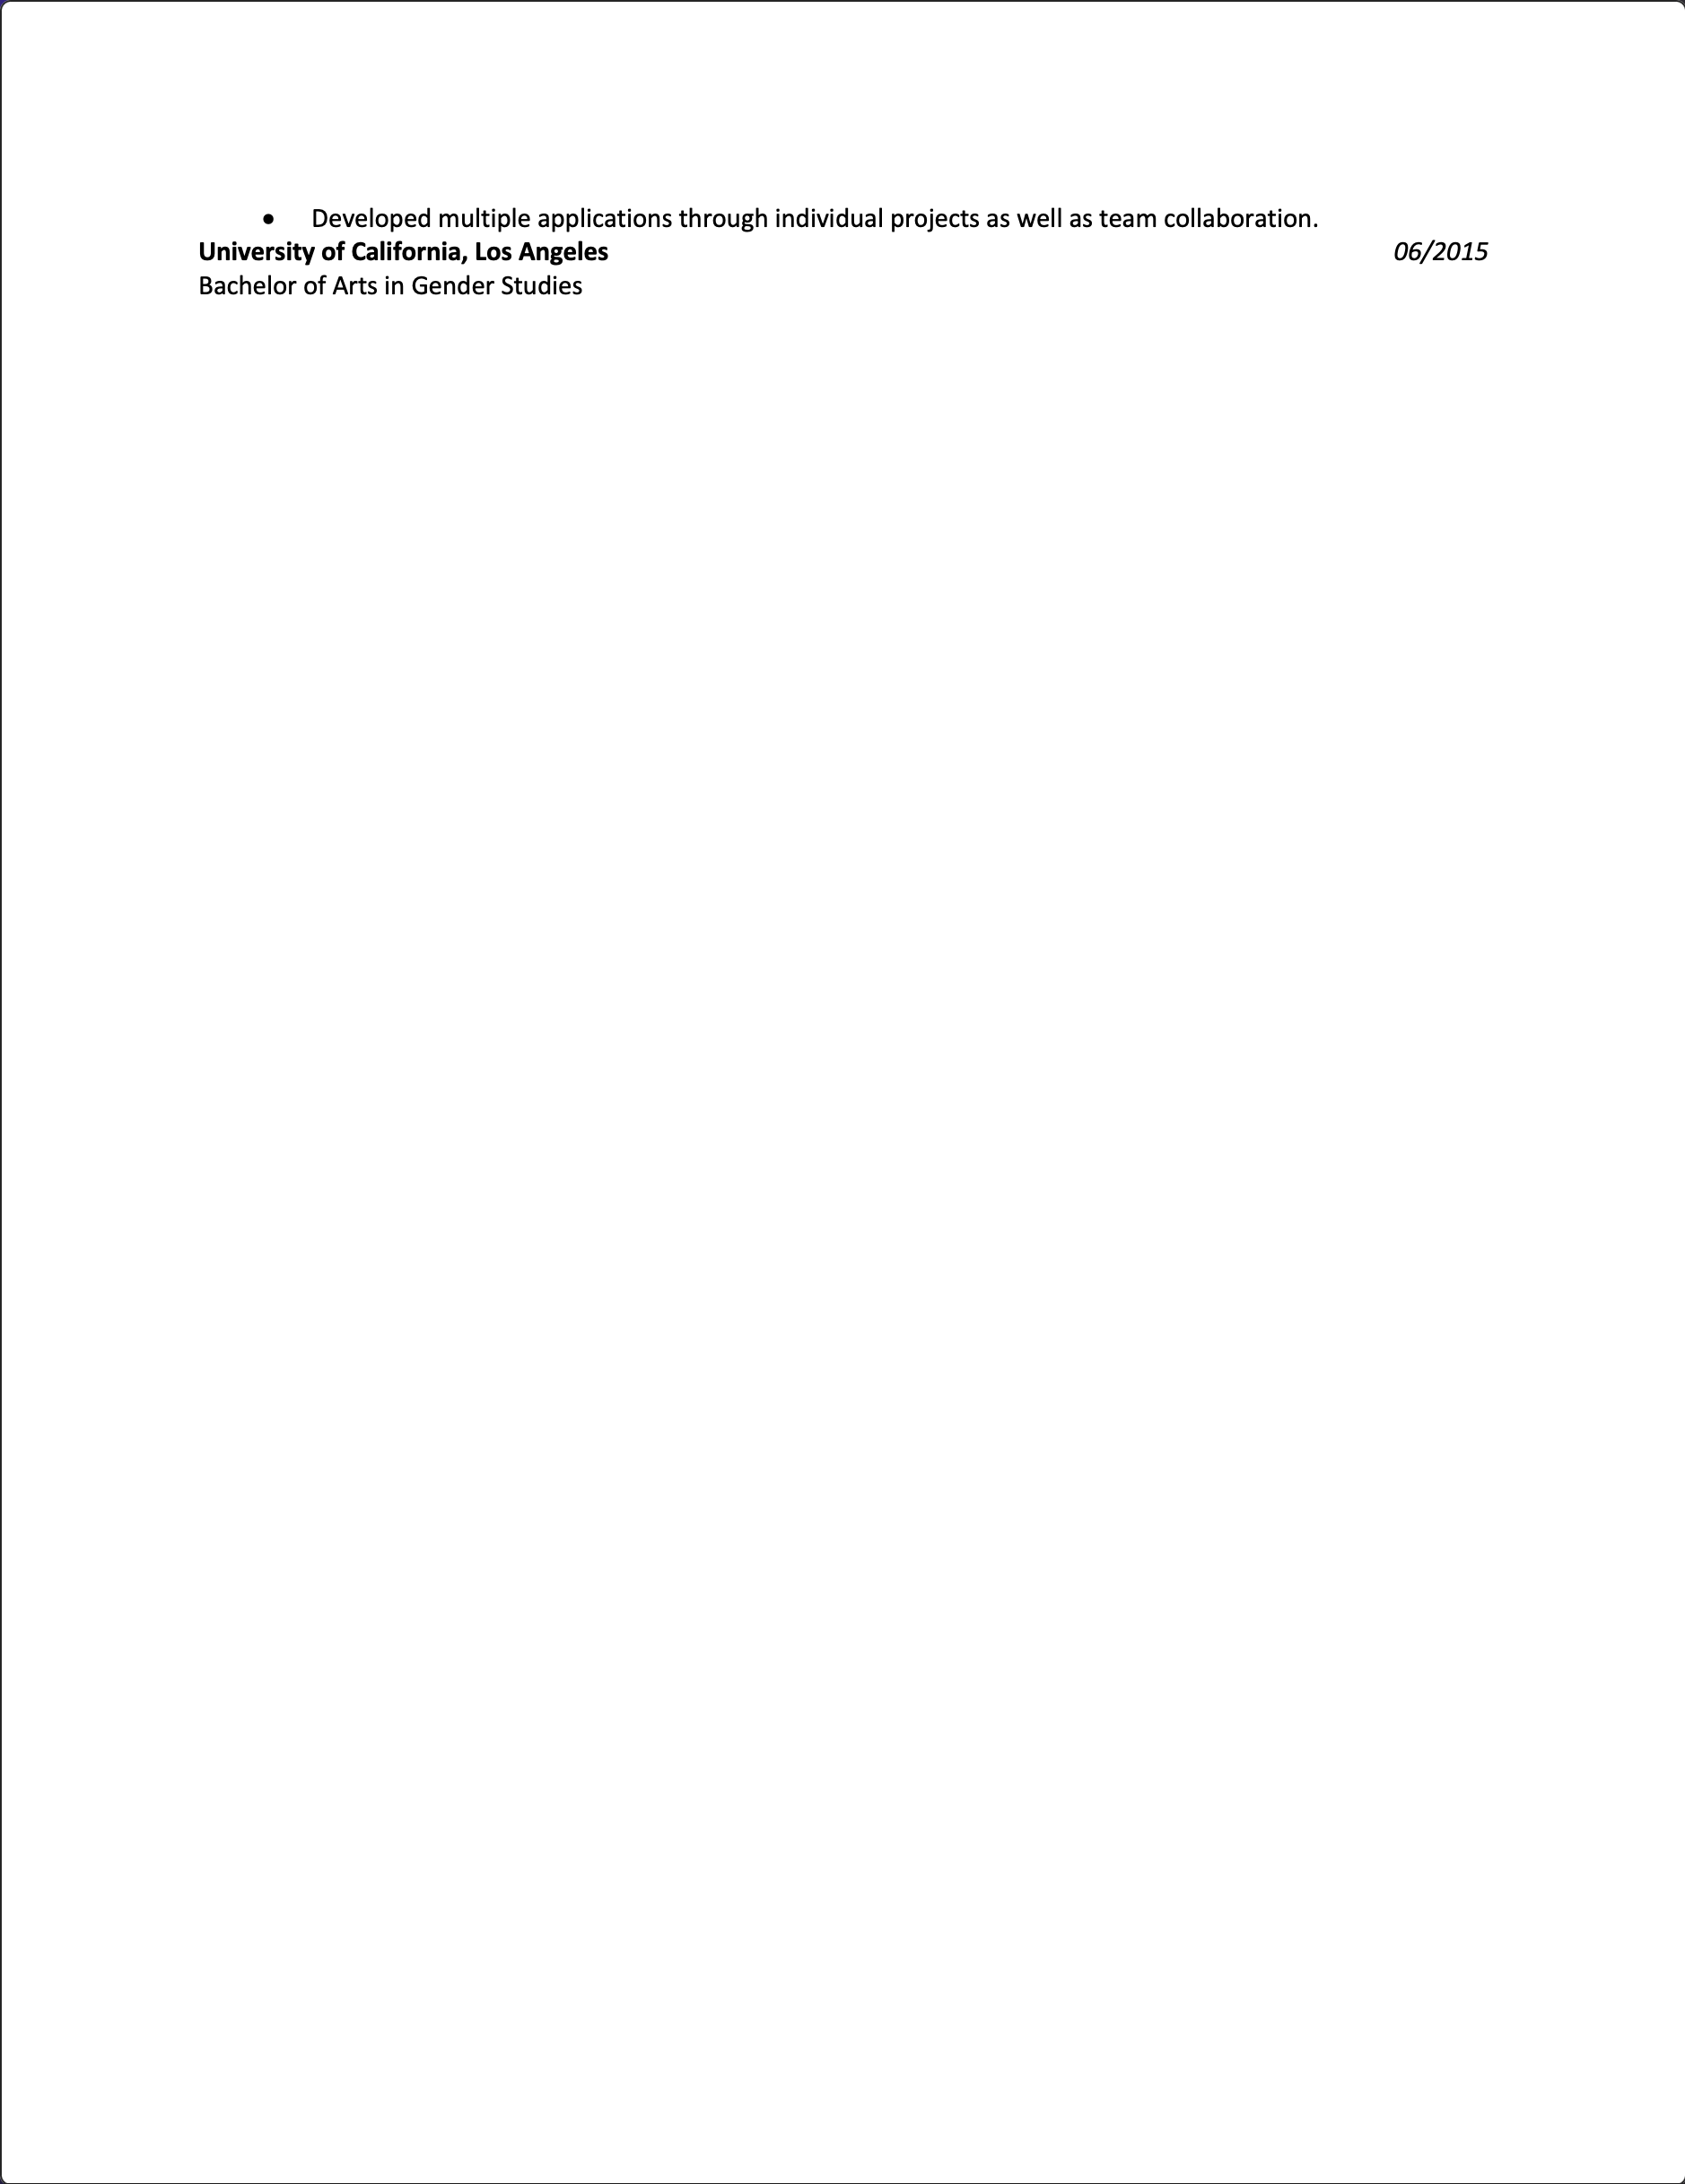 • Developed multiple applications through individual projects as well as team collaboration.
University of California, Los Angeles 06/2015
Bachelor of Arts in Gender Studies